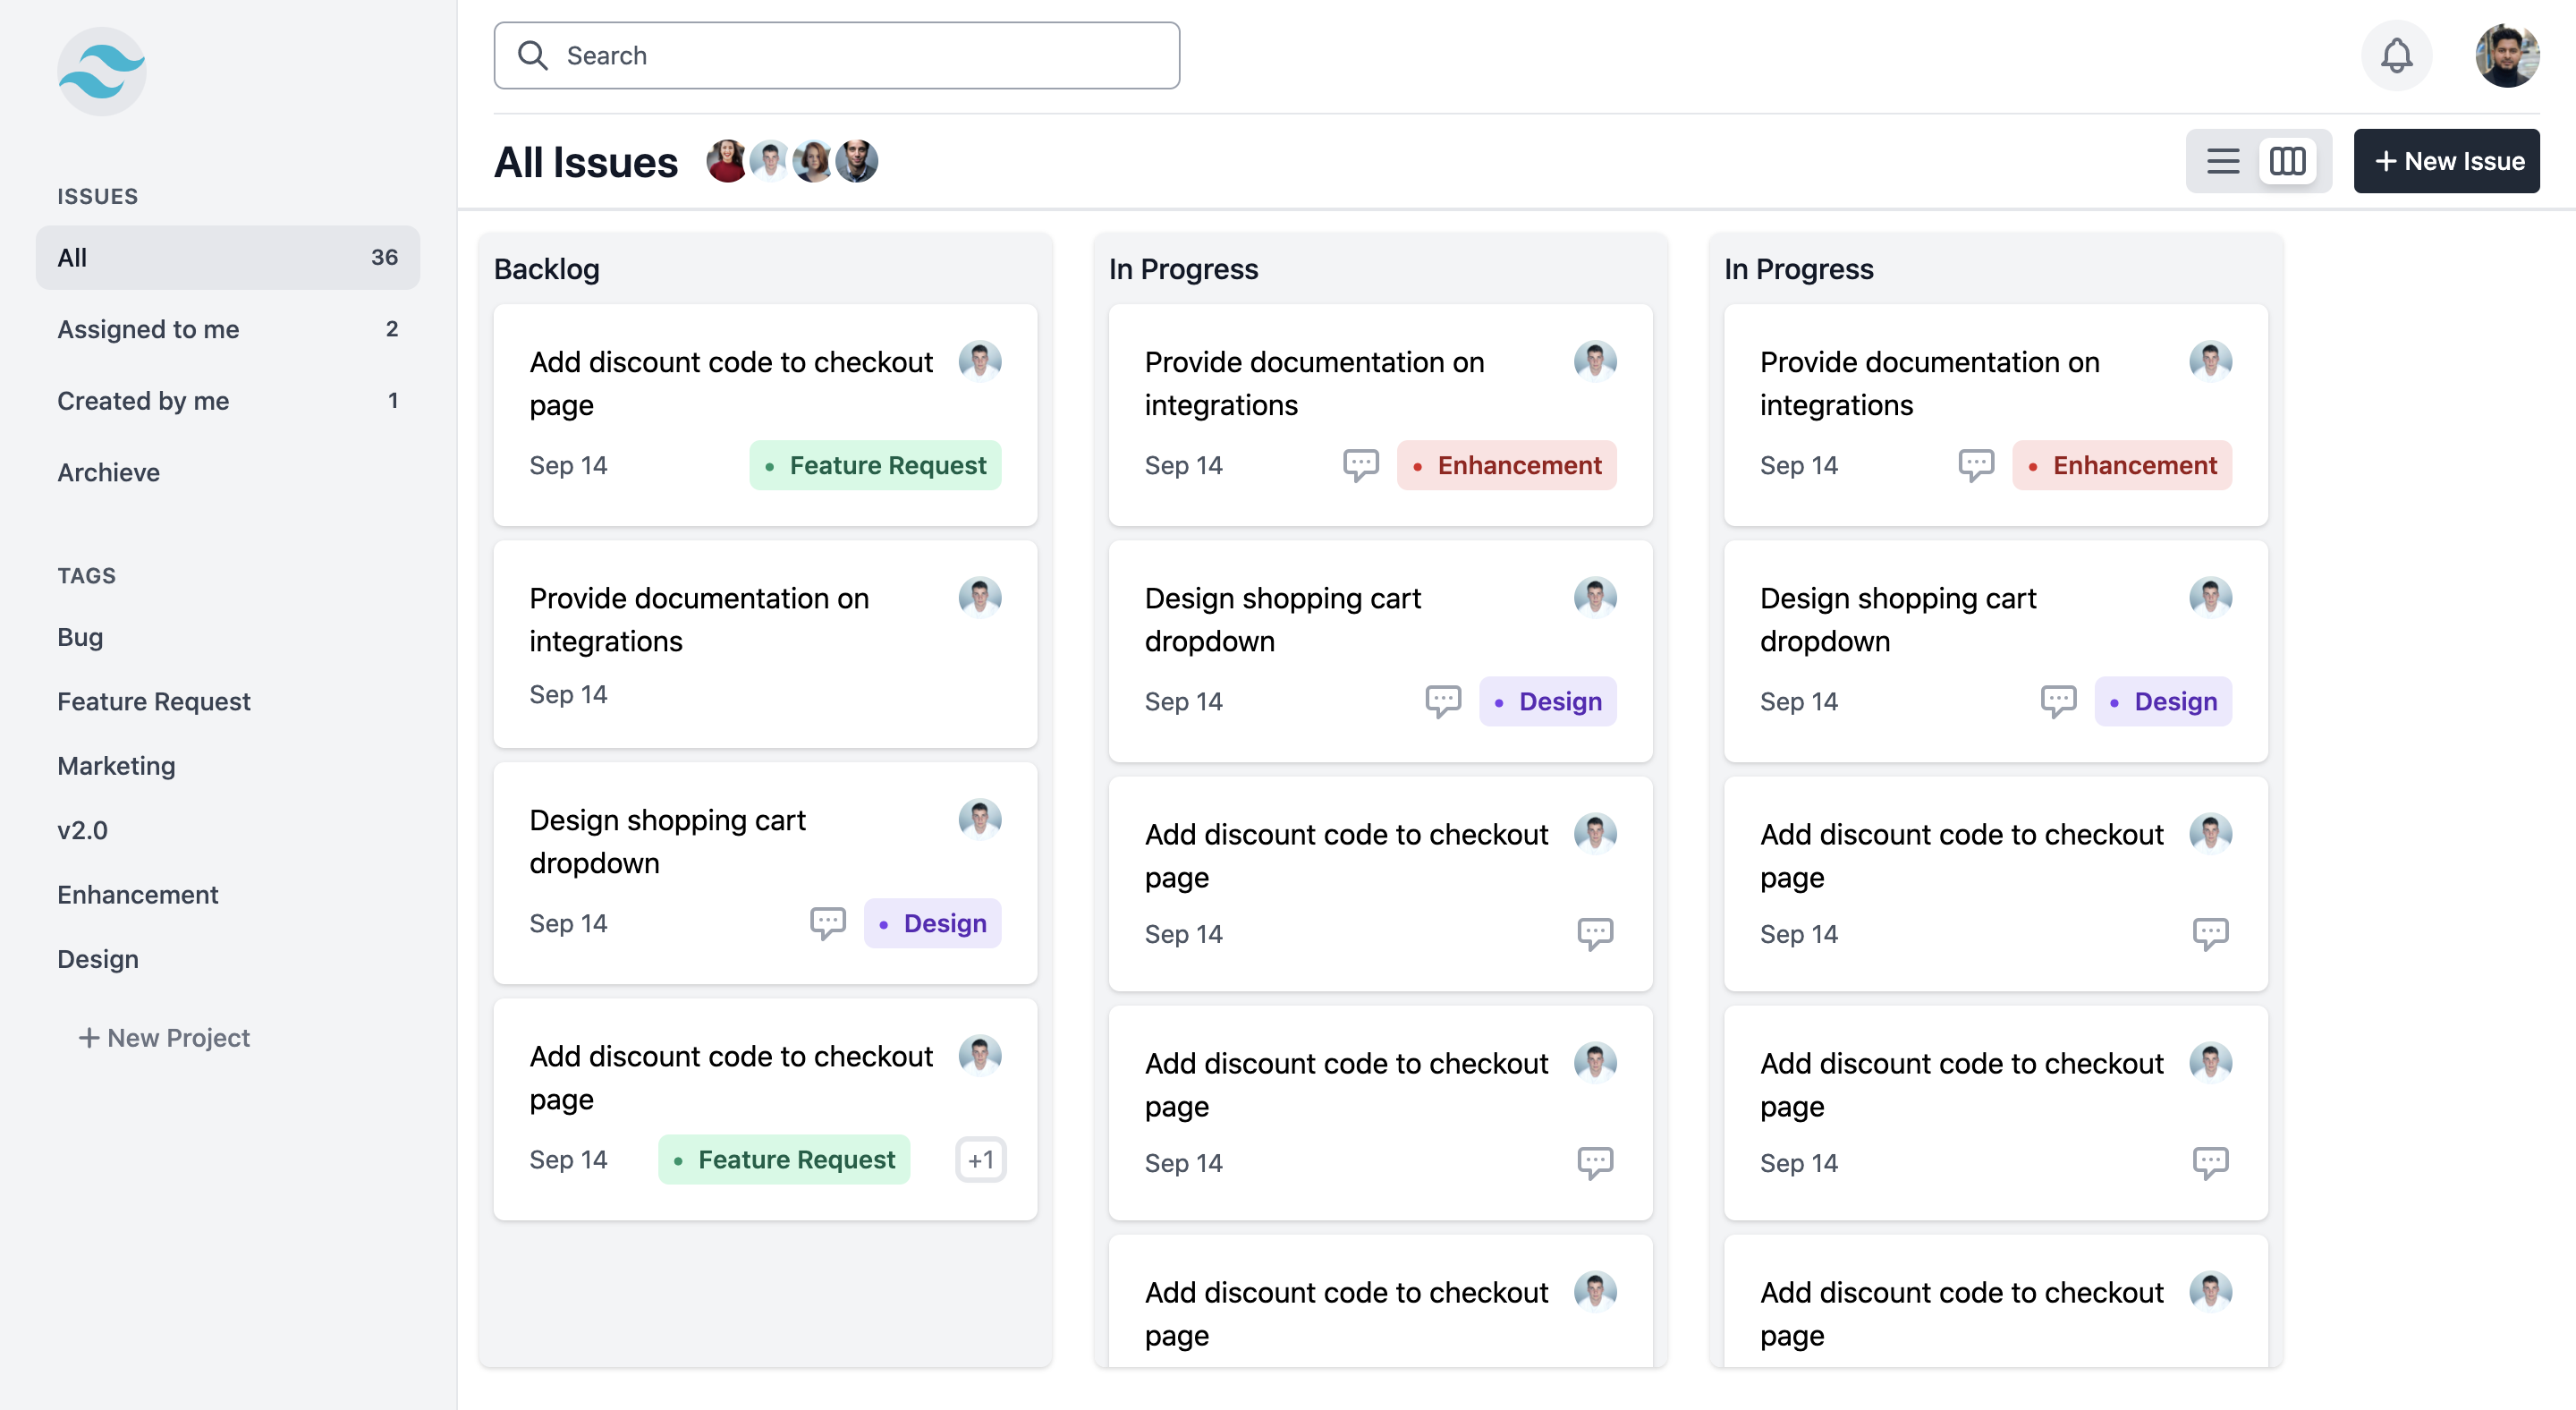 Search
All Issues
+ New Issue
ISSUES
All 36
Assigned to me 2
Created by me 1
Archieve
TAGS
Bug
Feature Request
Marketing
v2.0
Enhancement
Design
+ New Project
Backlog
Add discount code to checkout
page
Sep 14 • Feature Request
Provide documentation on
integrations
Sep 14
Design shopping cart
dropdown
Sep 14 • Design
Add discount code to checkout
page
Sep 14 • Feature Request +1
In Progress
Provide documentation on
integrations
Sep 14 • Enhancement
Design shopping cart
dropdown
Sep 14 • Design
Add discount code to checkout
page
Sep 14
Add discount code to checkout
page
Sep 14
Add discount code to checkout
page
In Progress
Provide documentation on
integrations
Sep 14 • Enhancement
Design shopping cart
dropdown
Sep 14 • Design
Add discount code to checkout
page
Sep 14
Add discount code to checkout
page
Sep 14
Add discount code to checkout
page